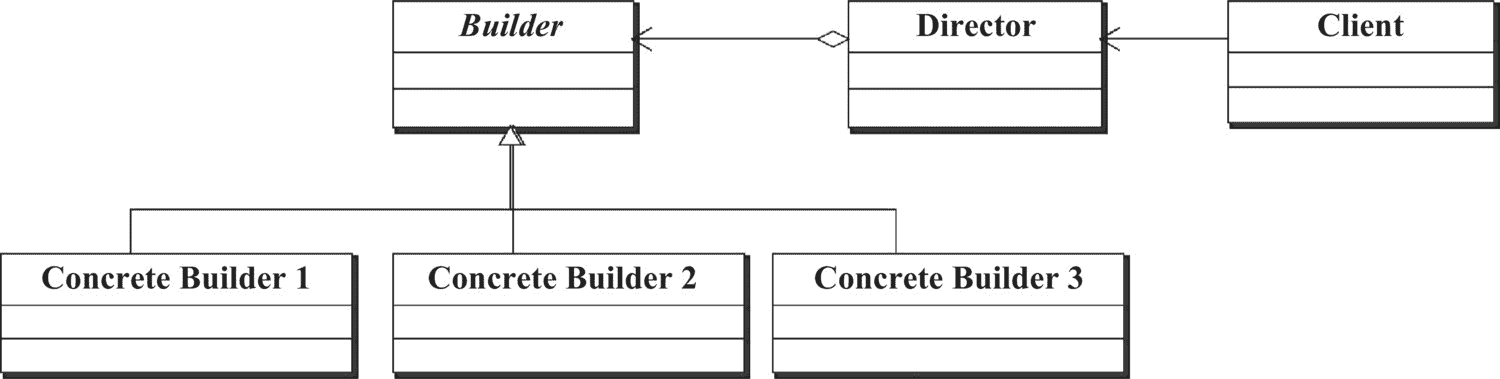 Builder
Director
Client
Concrete Builder 1
Concrete Builder 2
Concrete Builder 3